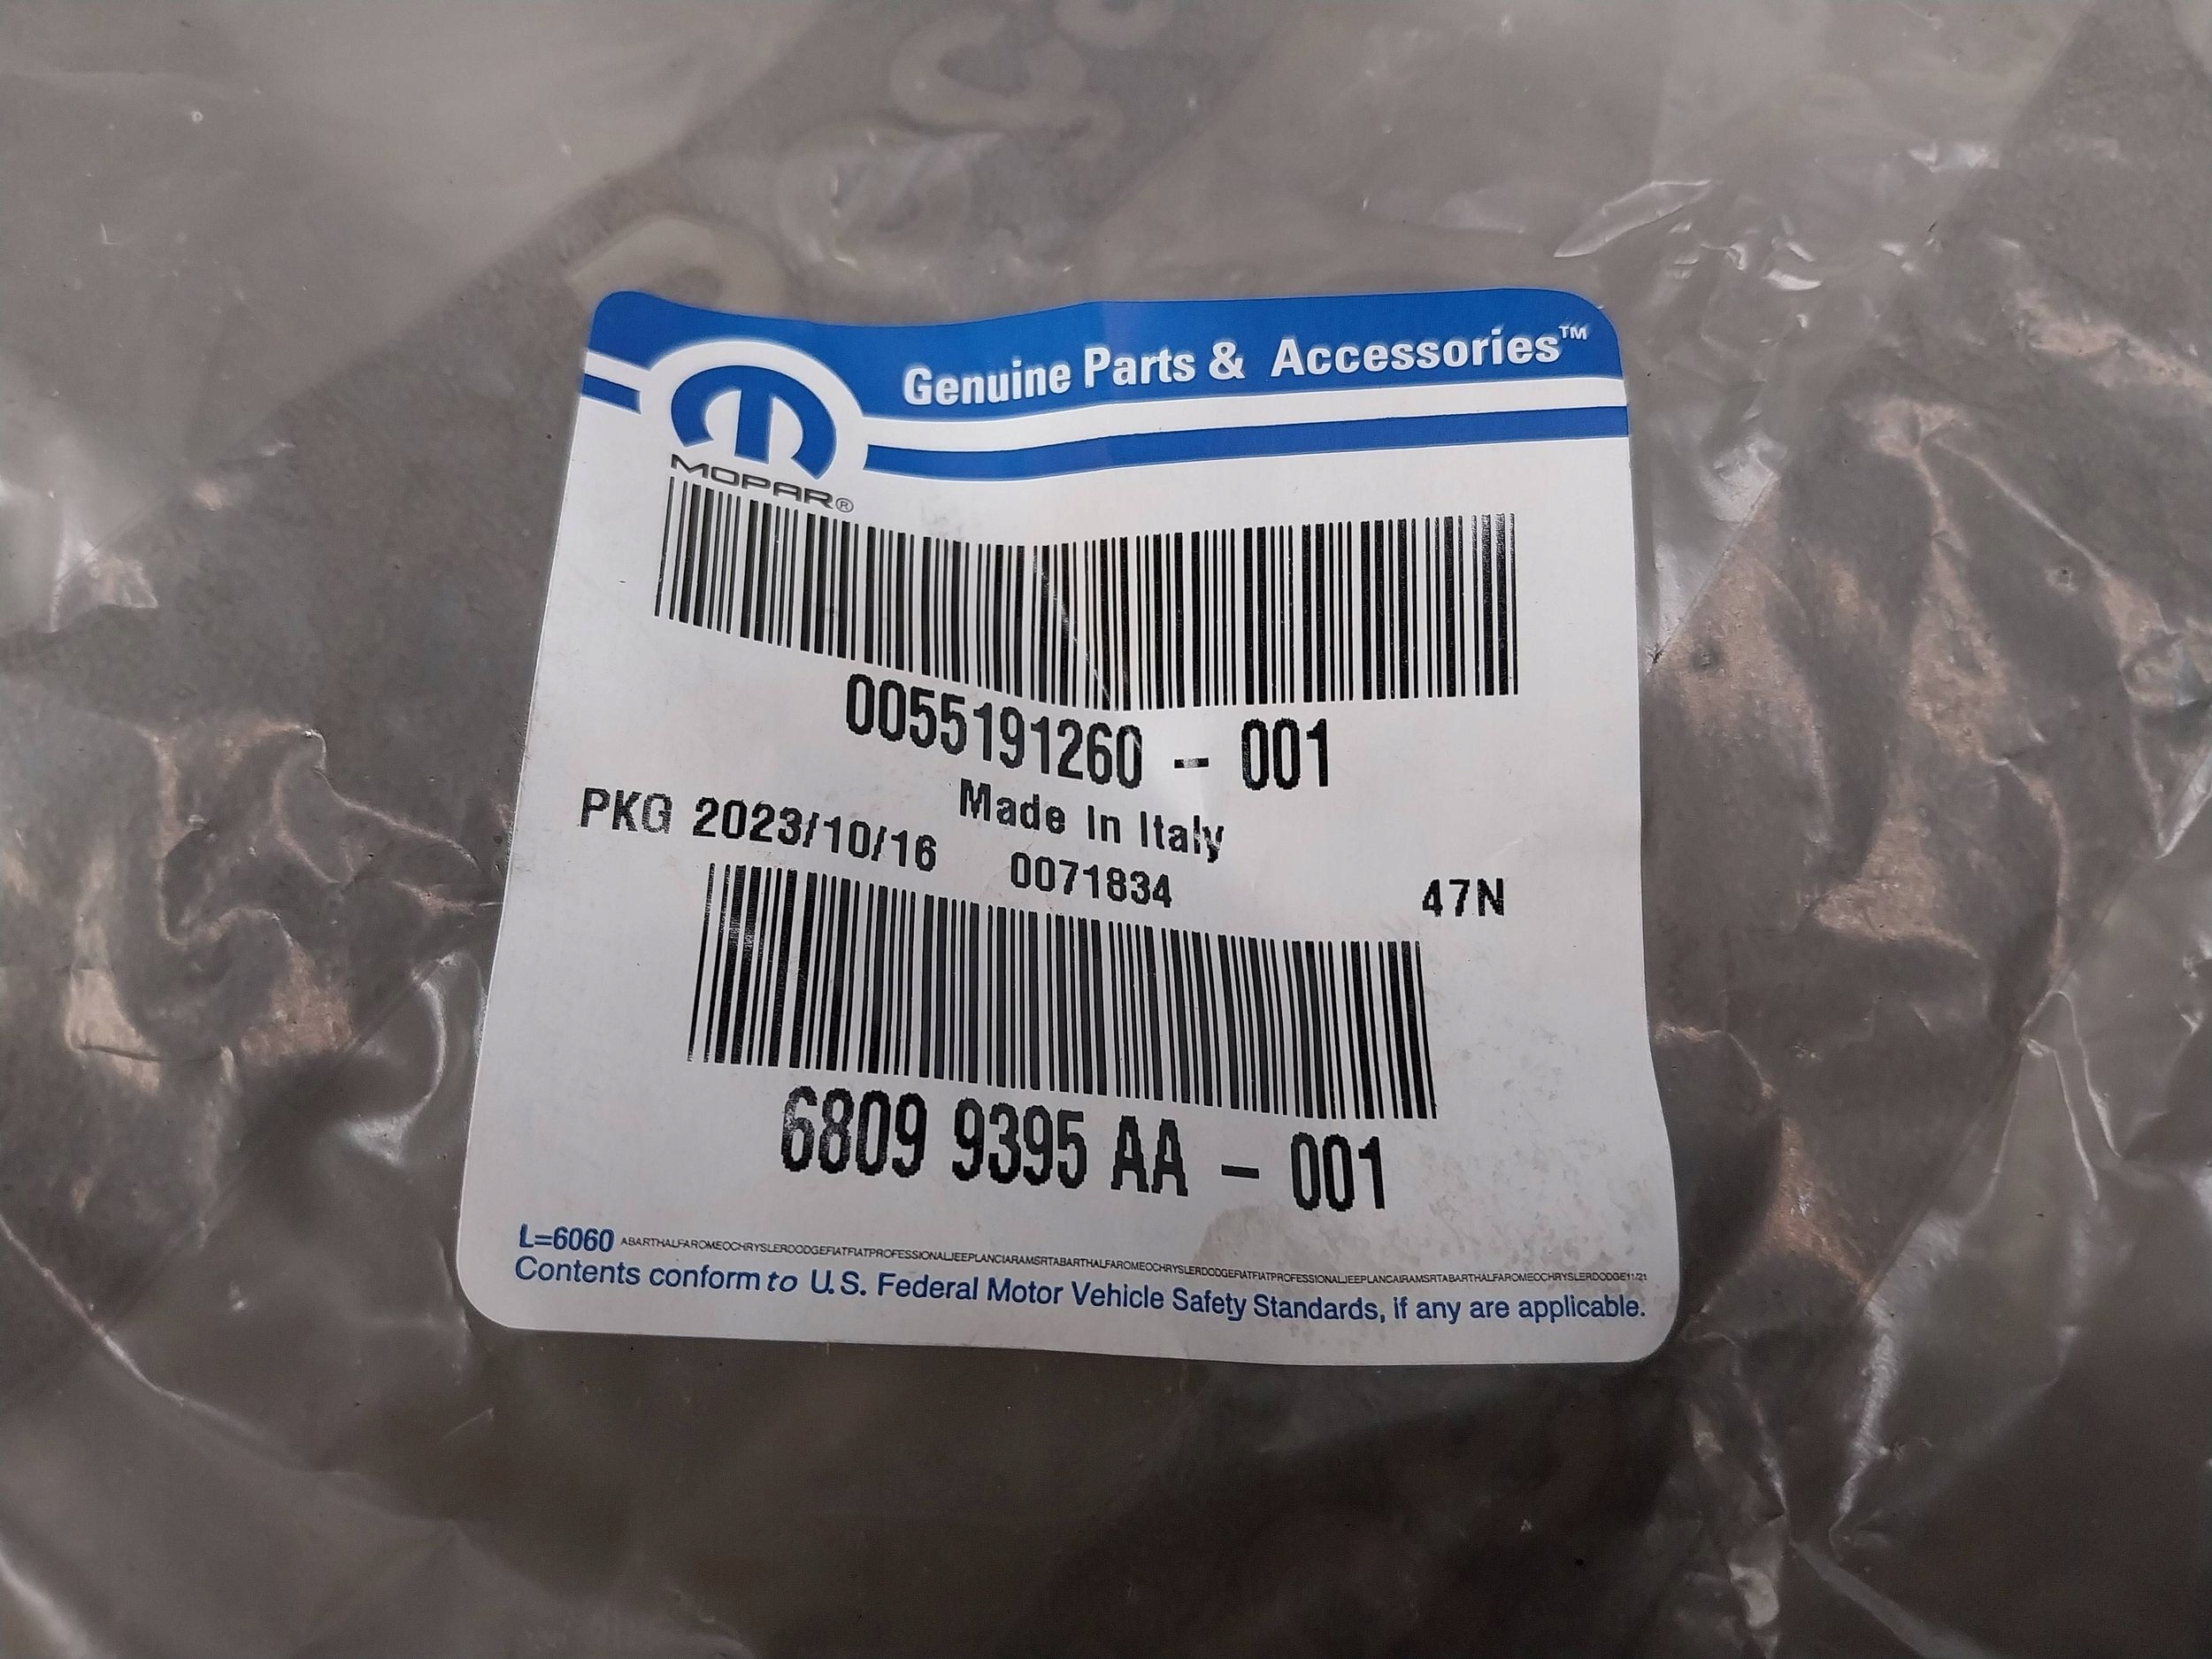 Genuine Parts & Accessories™
MOPAR®
0055191260 - 001
Made In Italy
PKG 2023/10/16 0071834 47N
6809 9395 AA - 001
L=6060 ABARTHALFAROMEOCHRYSLERDODGEFIATFIATPROFESSIONALJEEPLANCIARAMSRTABARTHALFAROMEOCHRYSLERDODGEFIATFIATPROFESSIONALJEEPLANCAIRAMSRTABARTHALFAROMEOCHRYSLERDODGE11/21
Contents conform to U.S. Federal Motor Vehicle Safety Standards, if any are applicable.